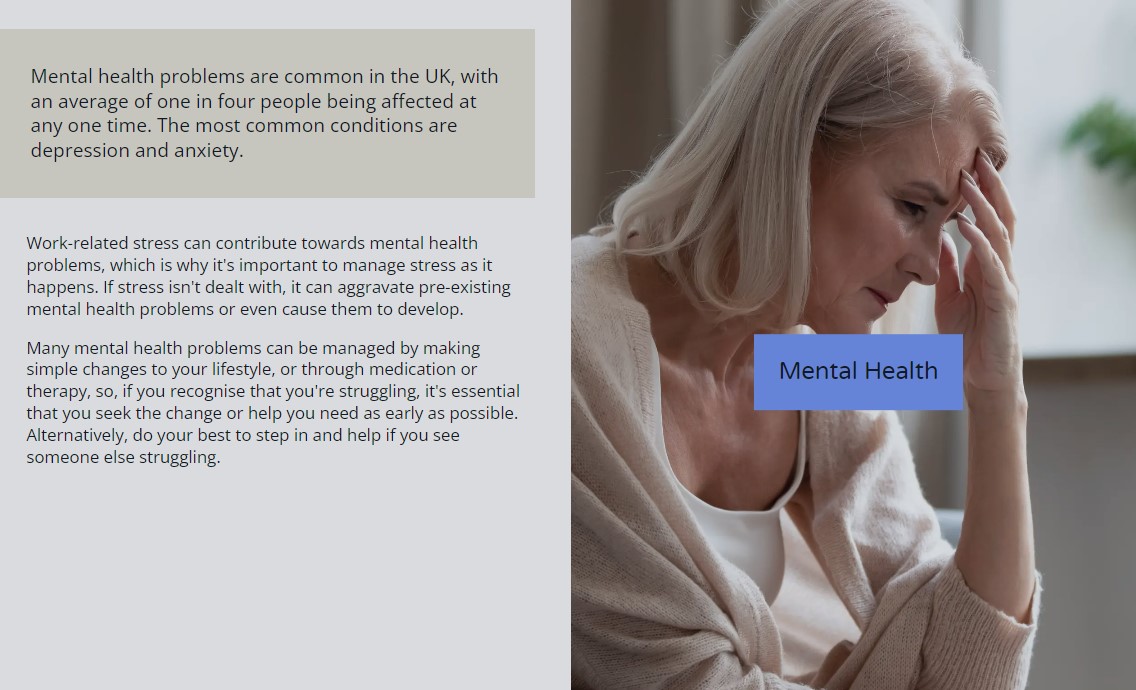 Mental health problems are common in the UK, with
an average of one in four people being affected at
any one time. The most common conditions are
depression and anxiety.
Work-related stress can contribute towards mental health
problems, which is why it's important to manage stress as it
happens. If stress isn't dealt with, it can aggravate pre-existing
mental health problems or even cause them to develop.
Many mental health problems can be managed by making
simple changes to your lifestyle, or through medication or
therapy, so, if you recognise that you're struggling, it's essential
that you seek the change or help you need as early as possible.
Alternatively, do your best to step in and help if you see
someone else struggling.
Mental Health